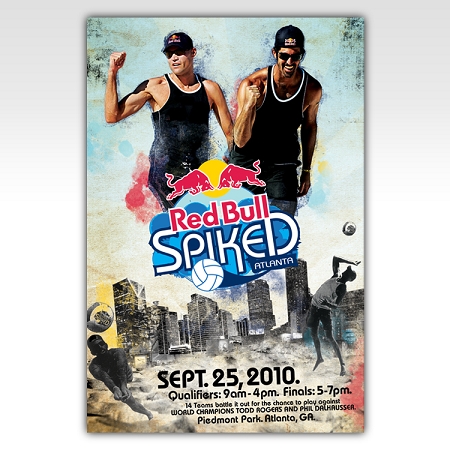 Red Bull
SPIKED
ATLANTA
SEPT. 25, 2010.
Qualifiers: 9am-4pm. Finals: 5-7pm.
14 Teams battle it out for the chance to play against
WORLD CHAMPIONS TODD ROGERS AND PHIL DALHAUSSER.
Piedmont Park. Atlanta, GA.